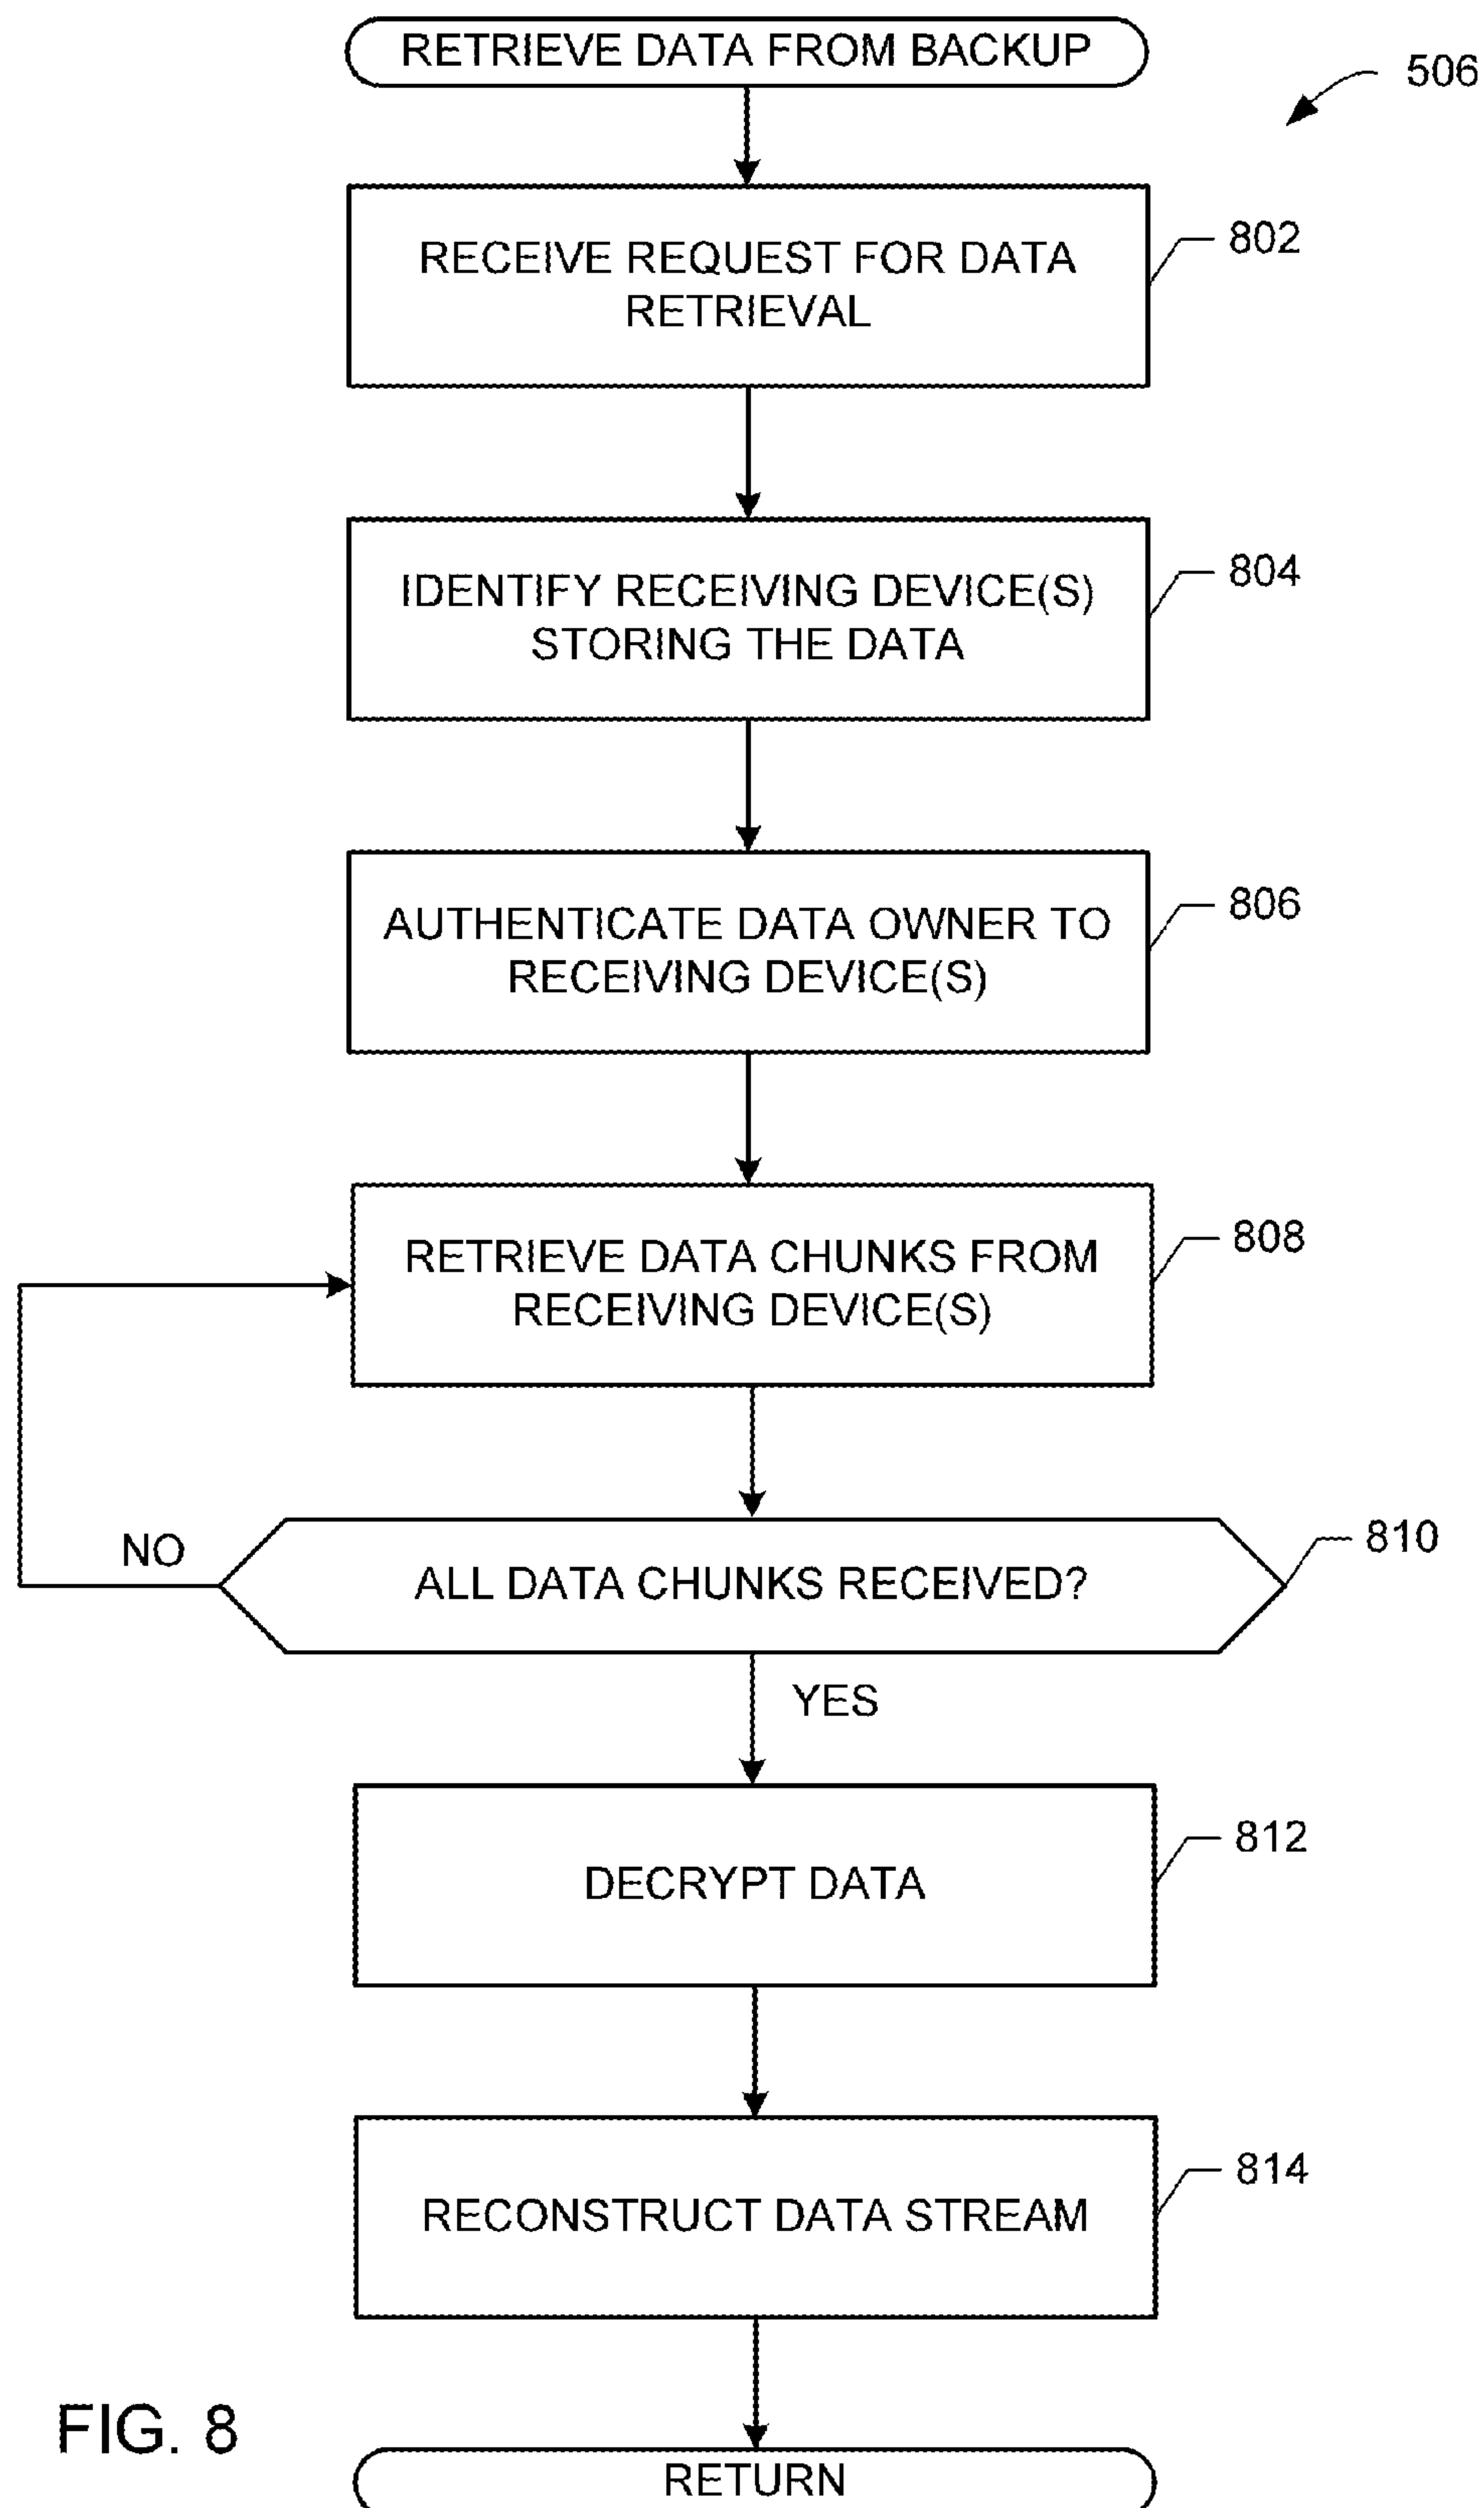 RETRIEVE DATA FROM BACKUP
506
RECEIVE REQUEST FOR DATA
RETRIEVAL
802
IDENTIFY RECEIVING DEVICE(S)
STORING THE DATA
804
AUTHENTICATE DATA OWNER TO
RECEIVING DEVICE(S)
806
RETRIEVE DATA CHUNKS FROM
RECEIVING DEVICE(S)
808
NO
ALL DATA CHUNKS RECEIVED?
810
YES
DECRYPT DATA
812
RECONSTRUCT DATA STREAM
814
FIG. 8
RETURN